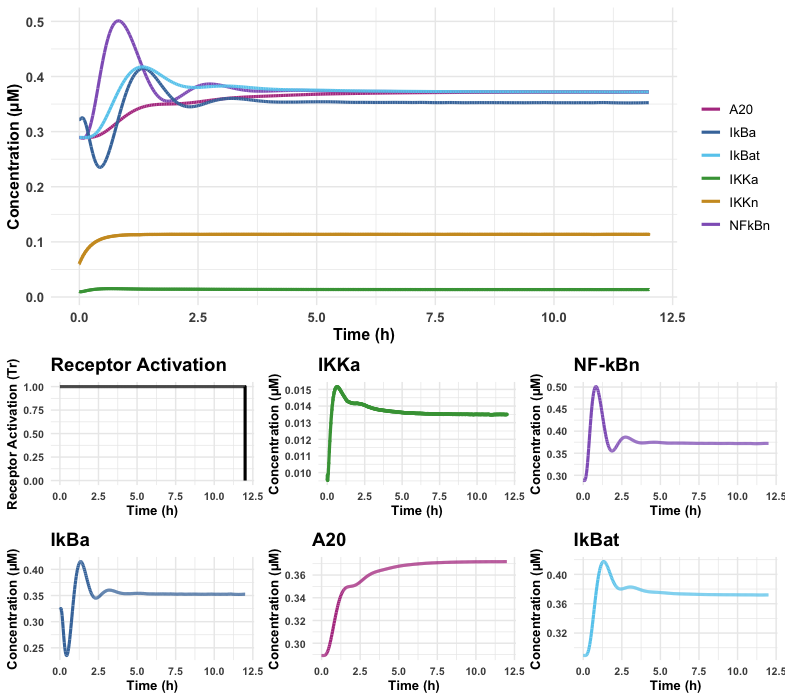 0.5
0.4
0.3
0.2
0.1
0.0
Concentration (μM)
0.0 2.5 5.0 7.5 10.0 12.5
Time (h)
A20
IkBa
IkBat
IKKa
IKKn
NFkBn
Receptor Activation
Receptor Activation (Tr)
1.00
0.75
0.50
0.25
0.00
0.0 2.5 5.0 7.5 10.0 12.5
Time (h)
IKKa
Concentration (μM)
0.015
0.014
0.013
0.012
0.011
0.010
0.0 2.5 5.0 7.5 10.0 12.5
Time (h)
NF-kBn
Concentration (μM)
0.50
0.45
0.40
0.35
0.30
0.0 2.5 5.0 7.5 10.0 12.5
Time (h)
IkBa
Concentration (μM)
0.40
0.35
0.30
0.25
0.0 2.5 5.0 7.5 10.0 12.5
Time (h)
A20
Concentration (μM)
0.36
0.34
0.32
0.30
0.0 2.5 5.0 7.5 10.0 12.5
Time (h)
IkBat
Concentration (μM)
0.40
0.36
0.32
0.0 2.5 5.0 7.5 10.0 12.5
Time (h)